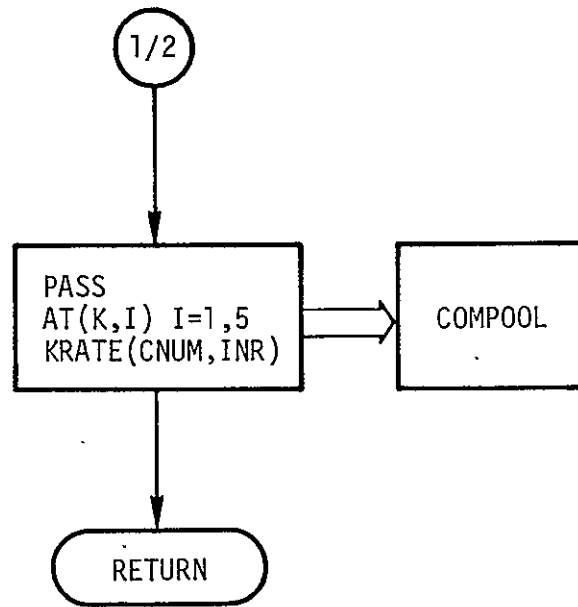 1/2
PASS
AT(K,I) I=1,5
KRATE(CNUM,INR)
COMPOOL
RETURN